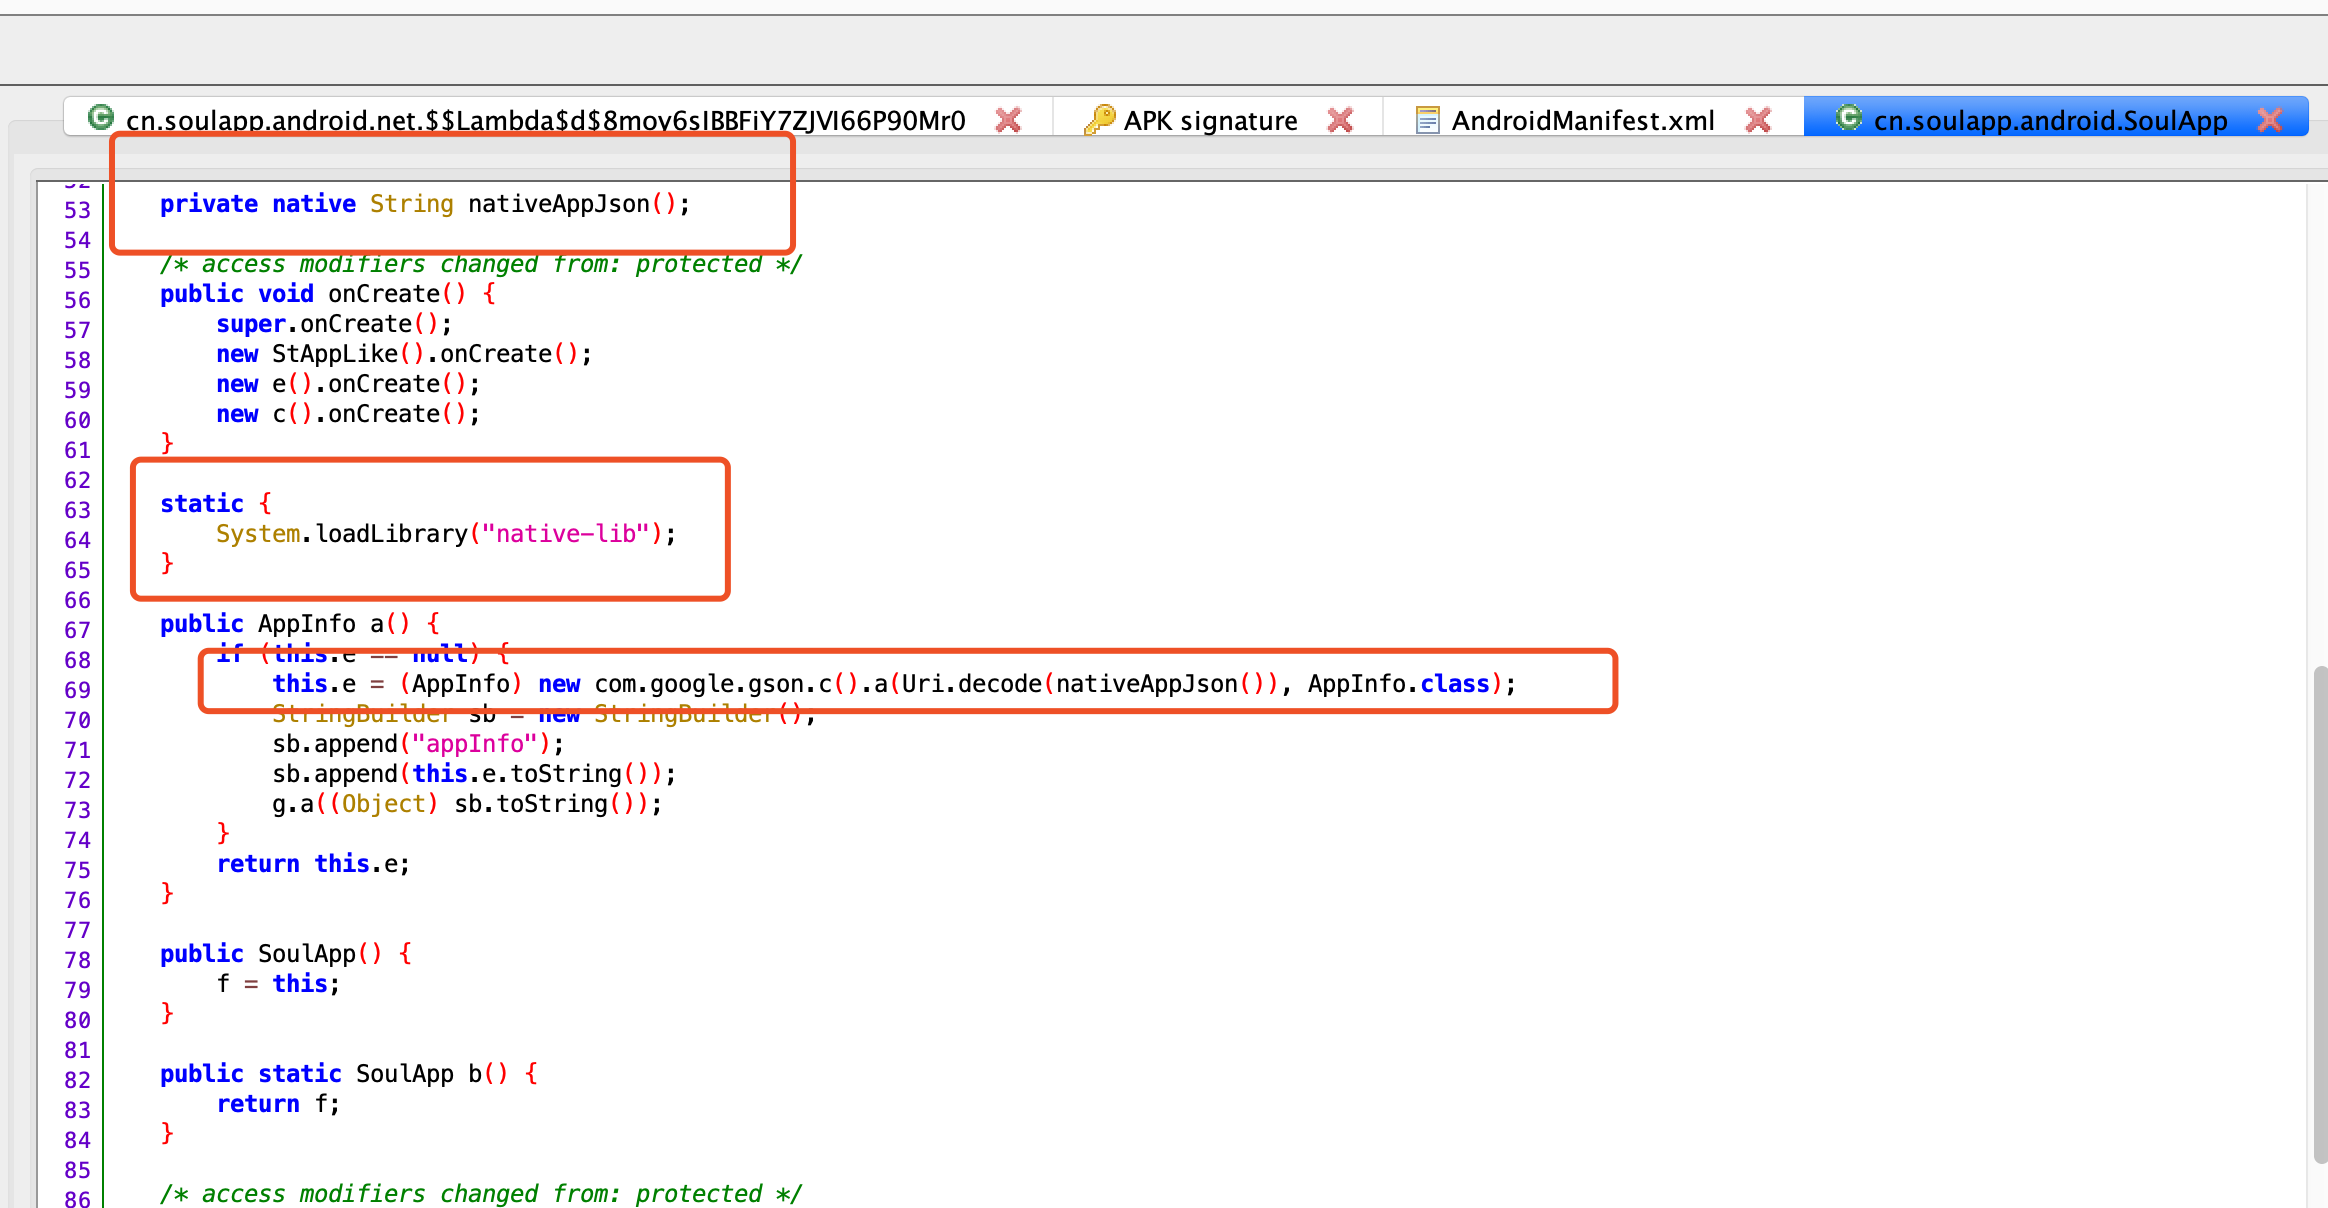 cn.soulapp.android.net.$$Lambda$d$8moy6sIBBFiY7ZJVI66P90Mr0 APK signature AndroidManifest.xml cn.soulapp.android.SoulApp
52
53 private native String nativeAppJson();
54
55 /* access modifiers changed from: protected */
56 public void onCreate() {
57 super.onCreate();
58 new StAppLike().onCreate();
59 new e().onCreate();
60 new c().onCreate();
61 }
62
63 static {
64 System.loadLibrary("native-lib");
65 }
66
67 public AppInfo a() {
68 if (this.e == null) {
69 this.e = (AppInfo) new com.google.gson.c().a(Uri.decode(nativeAppJson()), AppInfo.class);
70 StringBuilder sb = new StringBuilder();
71 sb.append("appInfo");
72 sb.append(this.e.toString());
73 g.a((Object) sb.toString());
74 }
75 return this.e;
76 }
77
78 public SoulApp() {
79 f = this;
80 }
81
82 public static SoulApp b() {
83 return f;
84 }
85
86 /* access modifiers changed from: protected */